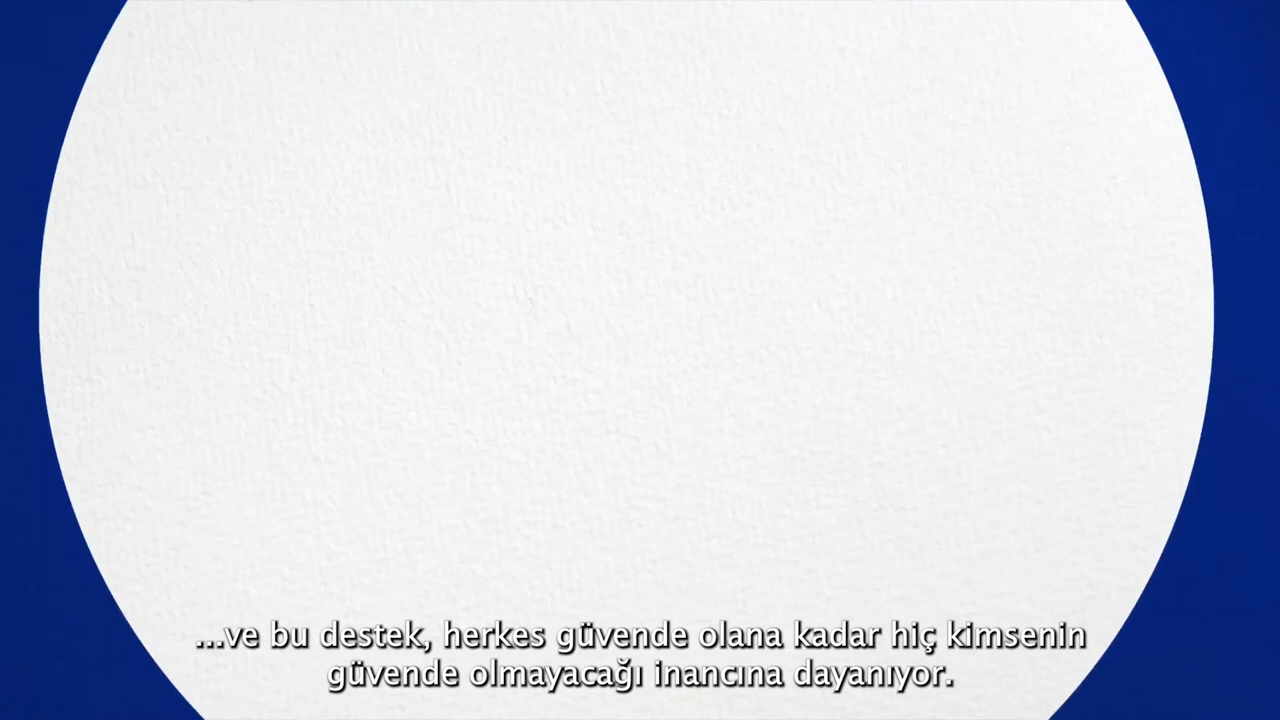 ...ve bu destek, herkes güvende olana kadar hiç kimsenin
güvende olmayacağı inancına dayanıyor.